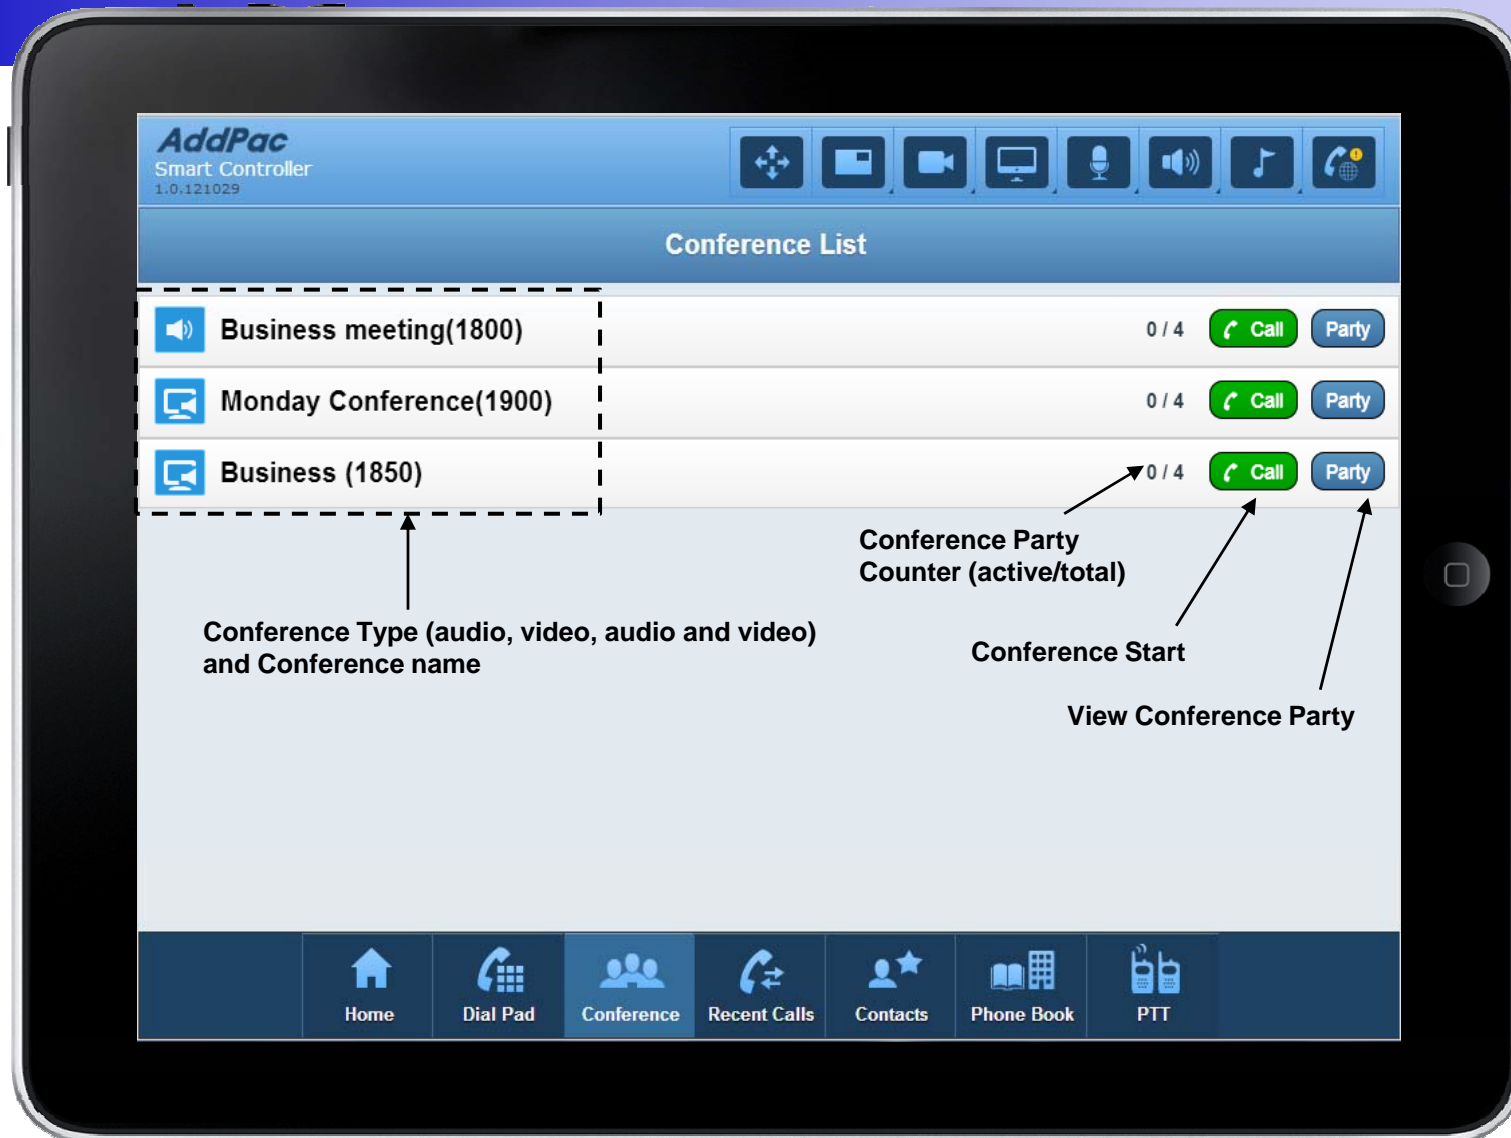 AddPac
Smart Controller
1.0.121029
Conference List
Business meeting(1800)
0 / 4
Call
Party
Monday Conference(1900)
0 / 4
Call
Party
Business (1850)
0 / 4
Call
Party
Conference Party
Counter (active/total)
Conference Type (audio, video, audio and video)
and Conference name
Conference Start
View Conference Party
Home
Dial Pad
Conference
Recent Calls
Contacts
Phone Book
PTT